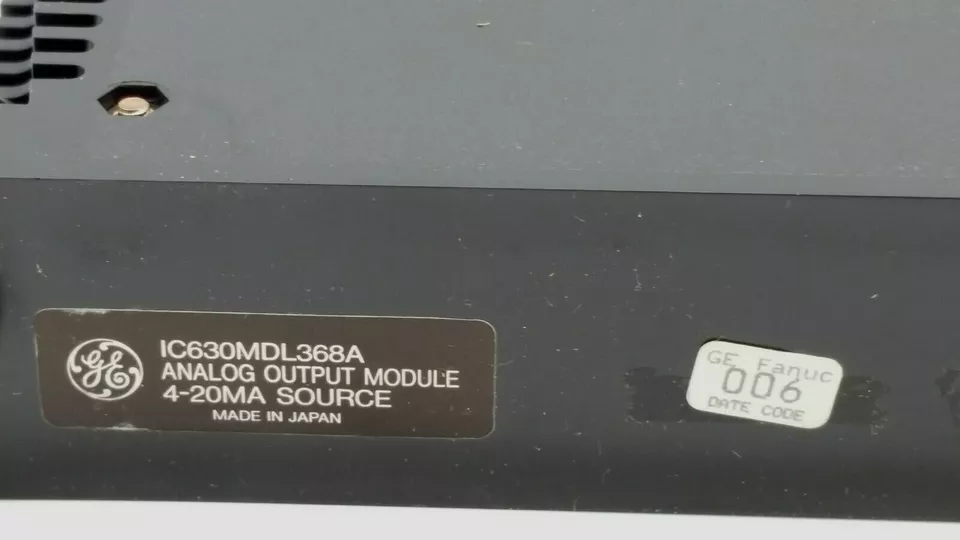 GE
IC630MDL368A
ANALOG OUTPUT MODULE
4-20MA SOURCE
MADE IN JAPAN
GE Fanuc
006
DATE CODE